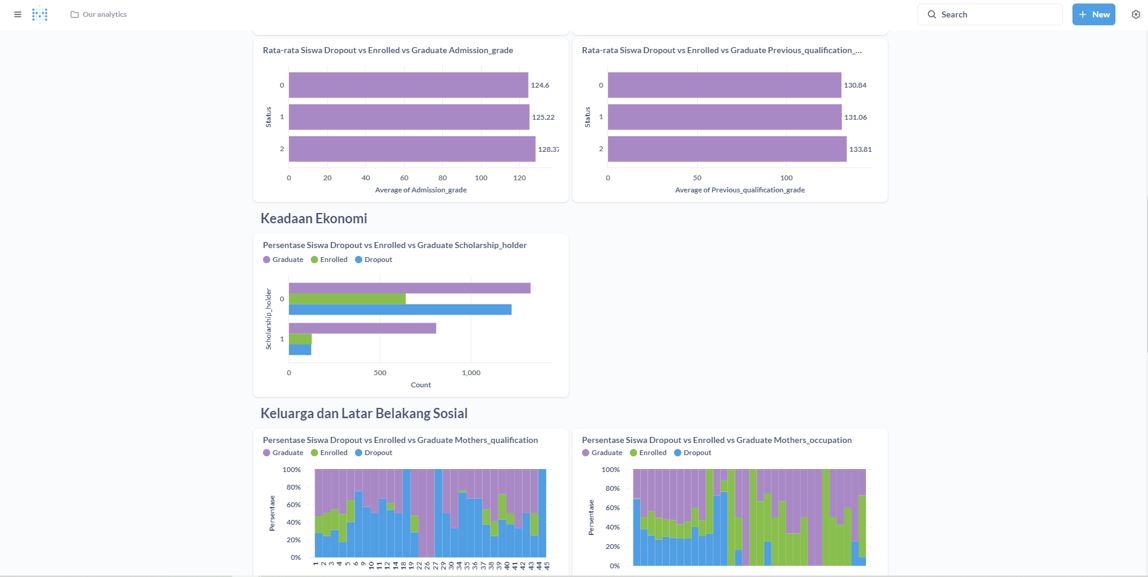 Our analytics
Search
New
Rata-rata Siswa Dropout vs Enrolled vs Graduate Admission_grade
Status
0
124.6
1
125.22
2
128.37
0 20 40 60 80 100 120
Average of Admission_grade
Rata-rata Siswa Dropout vs Enrolled vs Graduate Previous_qualification_...
Status
0
130.84
1
131.06
2
133.81
0 50 100
Average of Previous_qualification_grade
Keadaan Ekonomi
Persentase Siswa Dropout vs Enrolled vs Graduate Scholarship_holder
Graduate Enrolled Dropout
Scholarship_holder
0
1
0 500 1,000
Count
Keluarga dan Latar Belakang Sosial
Persentase Siswa Dropout vs Enrolled vs Graduate Mothers_qualification
Graduate Enrolled Dropout
Persentase
100%
80%
60%
40%
20%
0%
1 2 3 4 5 6 9 10 11 12 14 18 19 22 26 27 29 30 34 35 36 37 38 39 40 41 42 43 44 45
Persentase Siswa Dropout vs Enrolled vs Graduate Mothers_occupation
Graduate Enrolled Dropout
Persentase
100%
80%
60%
40%
20%
0%